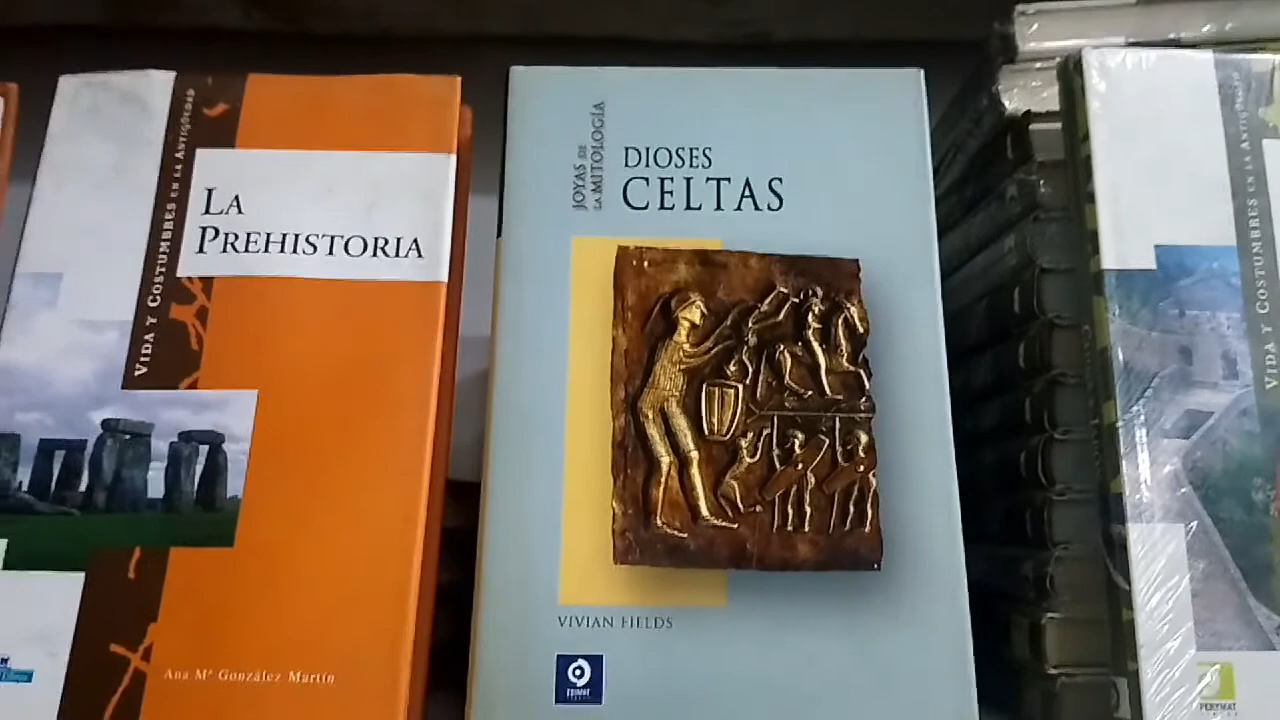 VIDA Y COSTUMBRES EN LA ANTIGÜEDAD
LA
PREHISTORIA
Ana Mª González Martín
JOYAS DE
LA MITOLOGÍA
DIOSES
CELTAS
VIVIAN FIELDS
EDIMAT
VIDA Y COSTUMBRES EN LA ANTIGÜEDAD